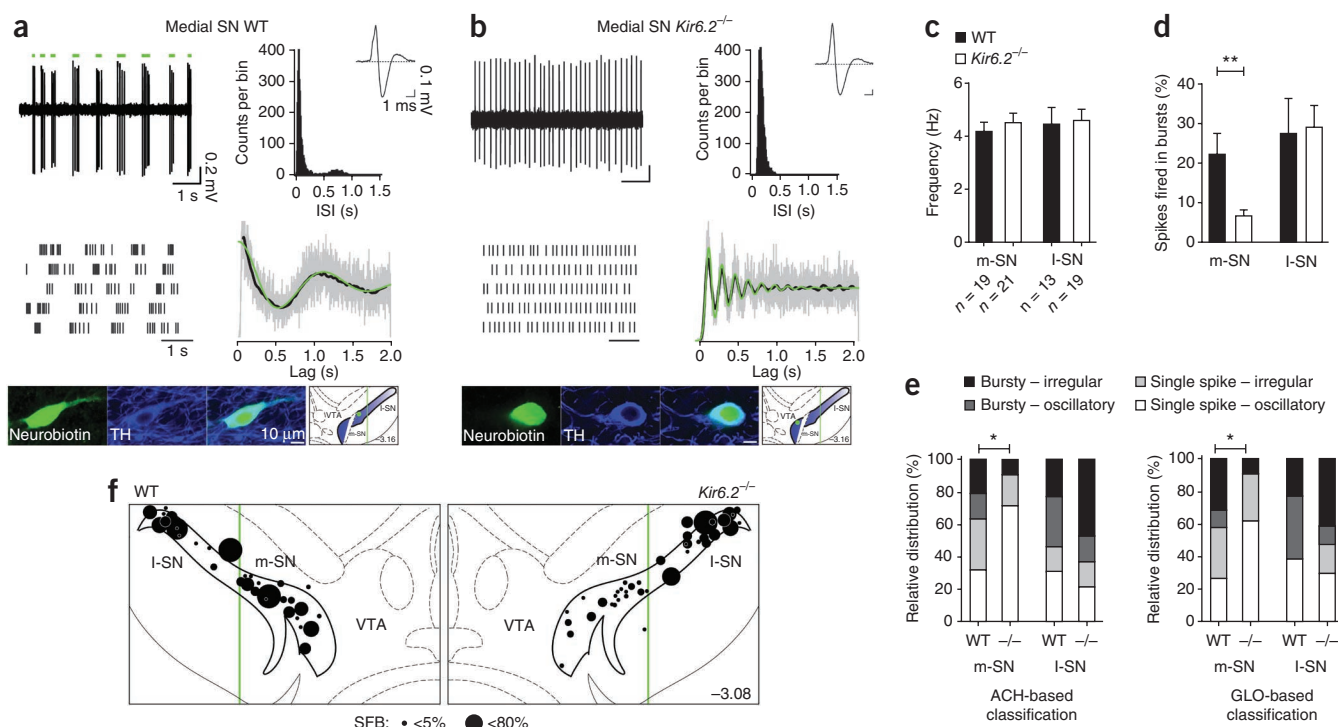 a
Medial SN WT
400
300
200
100
0
Counts per bin
0 0.5 1.0 1.5
ISI (s)
1 ms
0.1 mV
0.2 mV
1 s
1 s
0 0.5 1.0 1.5 2.0
Lag (s)
Neurobiotin
TH
10 µm
VTA
l-SN
m-SN
–3.16
b
Medial SN Kir6.2–/–
400
300
200
100
0
Counts per bin
0 0.5 1.0 1.5
ISI (s)
0 0.5 1.0 1.5 2.0
Lag (s)
Neurobiotin
TH
VTA
l-SN
m-SN
–3.16
c
WT
Kir6.2–/–
6
4
2
0
Frequency (Hz)
m-SN l-SN
n = 19
n = 21
n = 13
n = 19
d
**
40
30
20
10
0
Spikes fired in bursts (%)
m-SN l-SN
e
Bursty – irregular
Bursty – oscillatory
Single spike – irregular
Single spike – oscillatory
*
100
80
60
40
20
0
Relative distribution (%)
WT –/– WT –/–
m-SN l-SN
ACH-based
classification
*
100
80
60
40
20
0
Relative distribution (%)
WT –/– WT –/–
m-SN l-SN
GLO-based
classification
f
WT
Kir6.2–/–
l-SN
m-SN
VTA
VTA
m-SN
l-SN
–3.08
SFB: <5% <80%